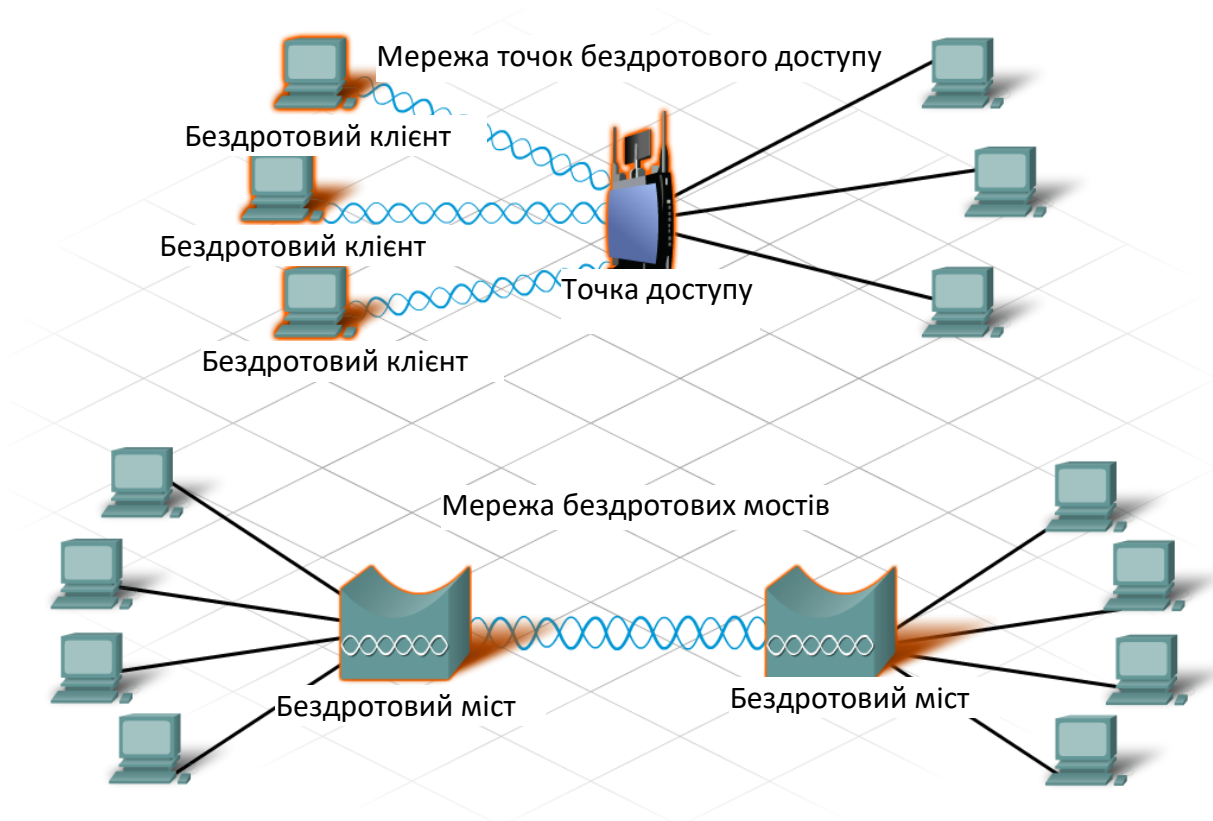 Мережа точок бездротового доступу
Бездротовий клієнт
Бездротовий клієнт
Точка доступу
Бездротовий клієнт
Мережа бездротових мостів
Бездротовий міст
Бездротовий міст